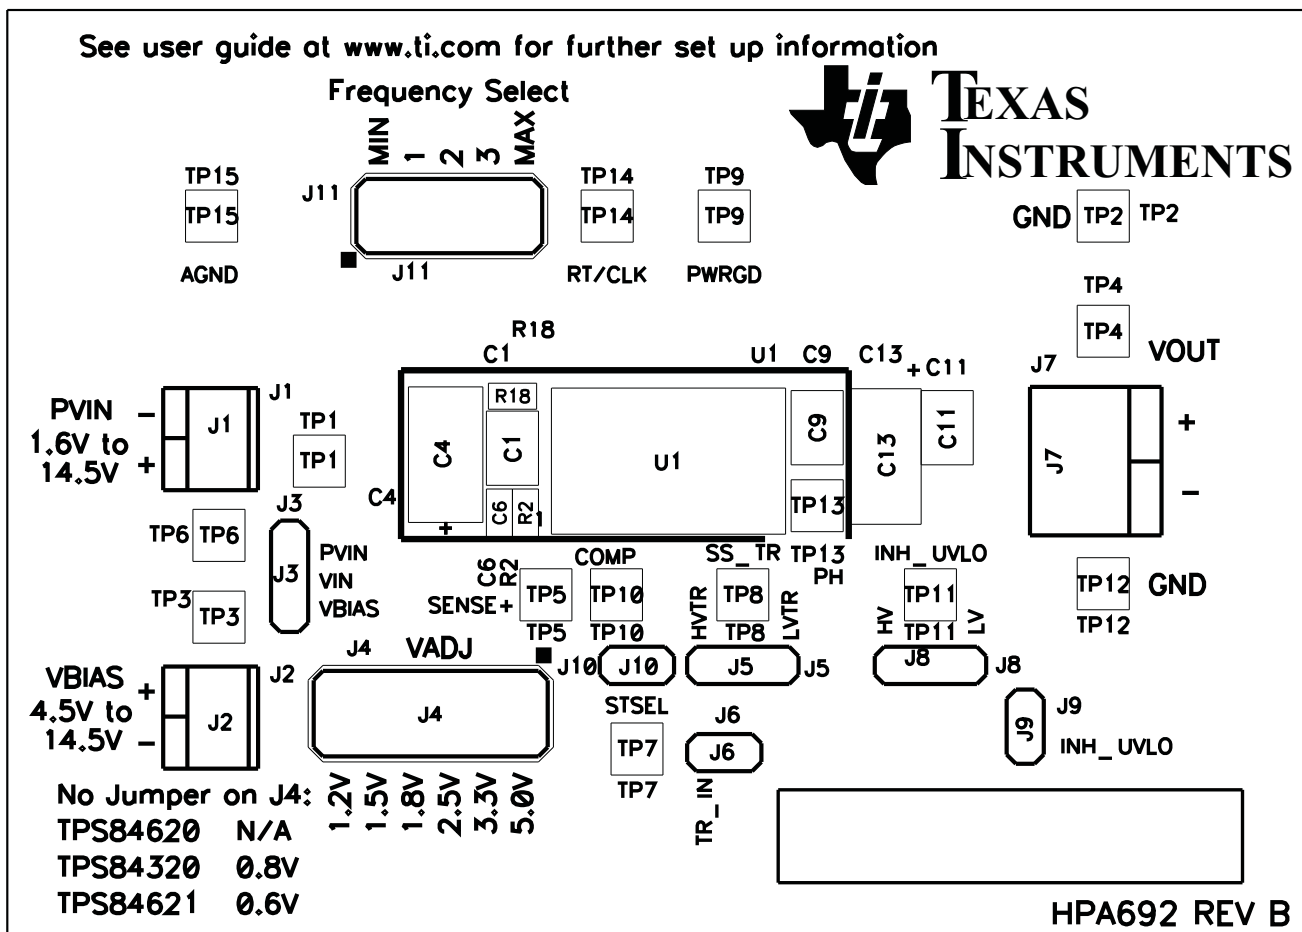 See user guide at www.ti.com for further set up information
TEXAS
INSTRUMENTS
Frequency Select
MIN 1 2 3 MAX
TP15
TP15
AGND
J11
J11
TP14
TP14
RT/CLK
TP9
TP9
PWRGD
GND TP2 TP2
TP4
TP4
VOUT
R18
C1
U1
C9
C13
+
C11
J7
PVIN -
1.6V to
14.5V +
J1
J1
TP1
TP1
C4
C4
+
R18
C1
C6
R2
1
U1
C9
TP13
TP13
PH
C13
C11
J7
+
-
TP6 TP6
TP3 TP3
J3
J3
PVIN
VIN
VBIAS
C6
R2
SENSE+
TP5
TP5
COMP
TP10
TP10
SS_TR
HVTR
TP8
TP8
LVTR
INH_UVLO
HV
TP11
TP11
LV
TP12
TP12
GND
VBIAS +
4.5V to
14.5V -
J2
J2
J4
VADJ
J4
J10 J10
STSEL
TP7
TP7
J5 J5
J6
J6
TR_IN
J8 J8
J9
J9
INH_UVLO
1.2V 1.5V 1.8V 2.5V 3.3V 5.0V
No Jumper on J4:
TPS84620 N/A
TPS84320 0.8V
TPS84621 0.6V
HPA692 REV B